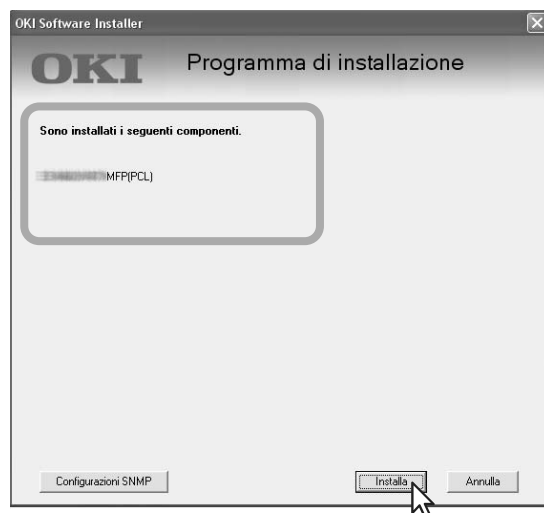 OKI Software Installer
OKI
Programma di installazione
Sono installati i seguenti componenti.
MFP(PCL)
Configurazioni SNMP
Installa
Annulla